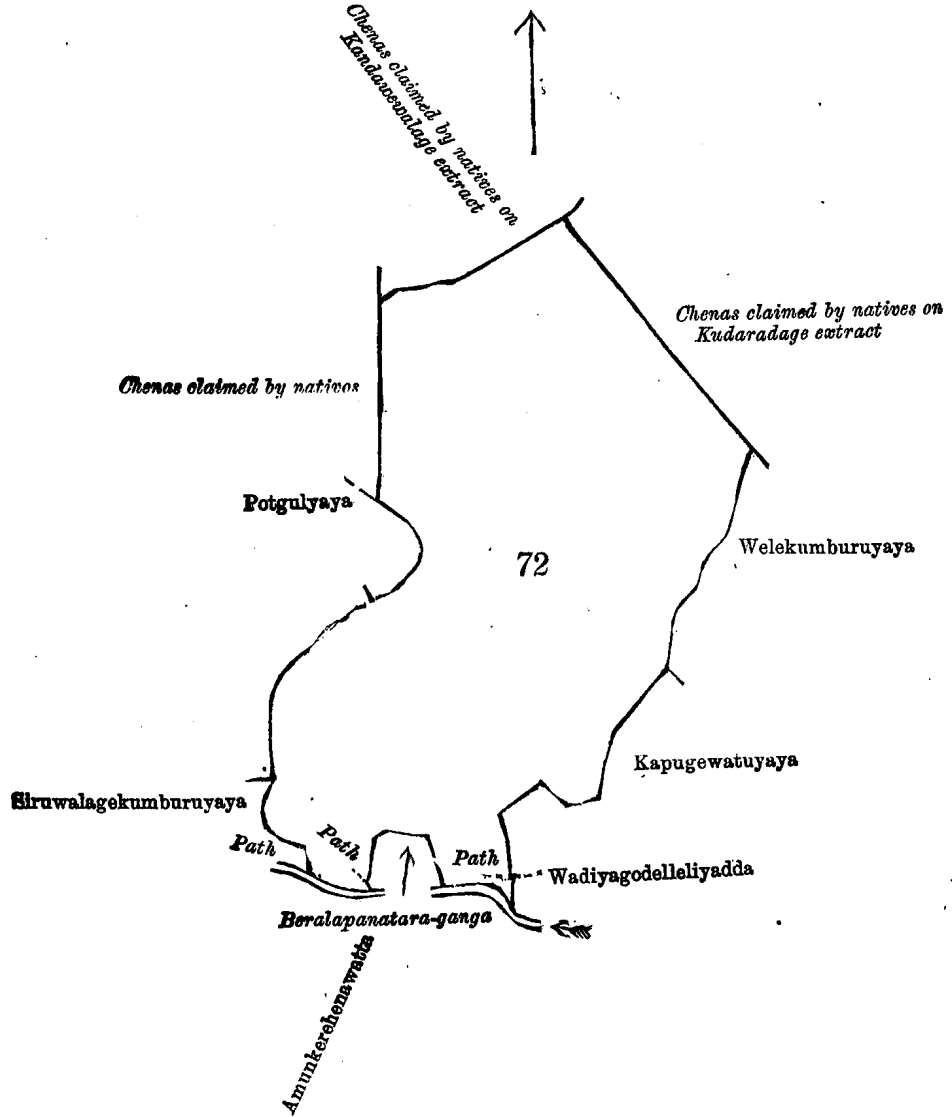 Chenas claimed by natives on
Kandawewalage extract
Chenas claimed by natives on
Kudaradage extract
Chenas claimed by natives
Potgulyaya
72
Welekumburuyaya
Kapugewatuyaya
Siruwalagekumburuyaya
Path
Path
Path
Wadiyagodelleliyadda
Beralapanatara-ganga
Amunkerehenawatta